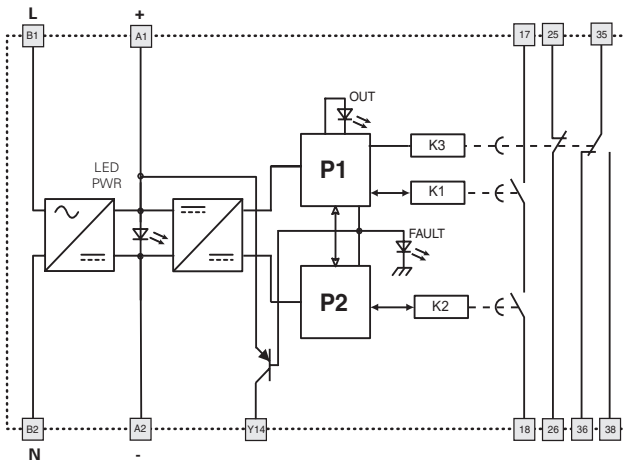 L +
B1 A1 17 25 35
OUT
P1 K3
LED
PWR
K1
FAULT
P2 K2
B2 A2 Y14 18 26 36 38
N -